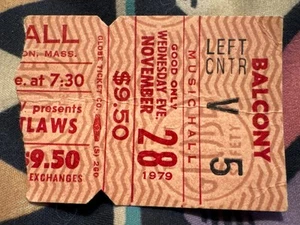 ALL
ON, MASS.
e. at 7:30
presents
TLAWS
$9.50
EXCHANGES
GLOBE TICKET CO.
$9.50
GOOD ONLY
WEDNESDAY EVE.
NOVEMBER
28
1979
MUSIC HALL
LEFT
CNTR
V
5
BALCONY